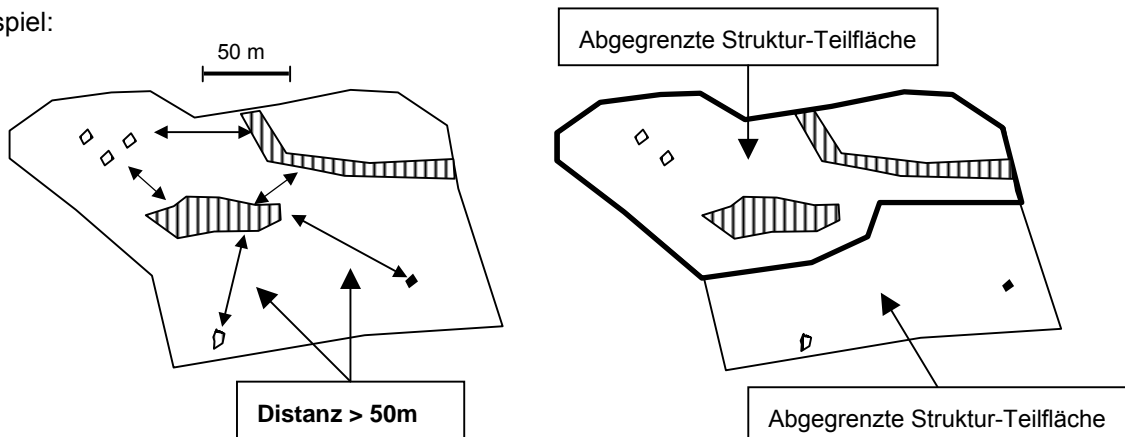 spiel:
50 m
Abgegrenzte Struktur-Teilfläche
Distanz > 50m
Abgegrenzte Struktur-Teilfläche